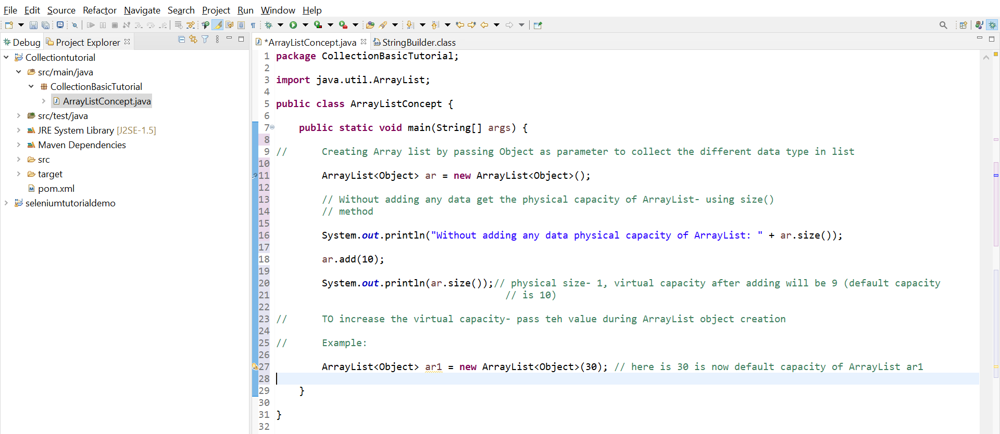 File Edit Source Refactor Navigate Search Project Run Window Help
Debug Project Explorer
Collectiontutorial
src/main/java
CollectionBasicTutorial
ArrayListConcept.java
src/test/java
JRE System Library [J2SE-1.5]
Maven Dependencies
src
target
pom.xml
seleniumtutorialdemo
*ArrayListConcept.java StringBuilder.class
1 package CollectionBasicTutorial;
2
3 import java.util.ArrayList;
4
5 public class ArrayListConcept {
6
7 public static void main(String[] args) {
8
9 // Creating Array list by passing Object as parameter to collect the different data type in list
10
11 ArrayList<Object> ar = new ArrayList<Object>();
12
13 // Without adding any data get the physical capacity of ArrayList- using size()
14 // method
15
16 System.out.println("Without adding any data physical capacity of ArrayList: " + ar.size());
17
18 ar.add(10);
19
20 System.out.println(ar.size());// physical size- 1, virtual capacity after adding will be 9 (default capacity
21 // is 10)
22
23 // TO increase the virtual capacity- pass teh value during ArrayList object creation
24
25 // Example:
26
27 ArrayList<Object> ar1 = new ArrayList<Object>(30); // here is 30 is now default capacity of ArrayList ar1
28
29 }
30
31 }
32